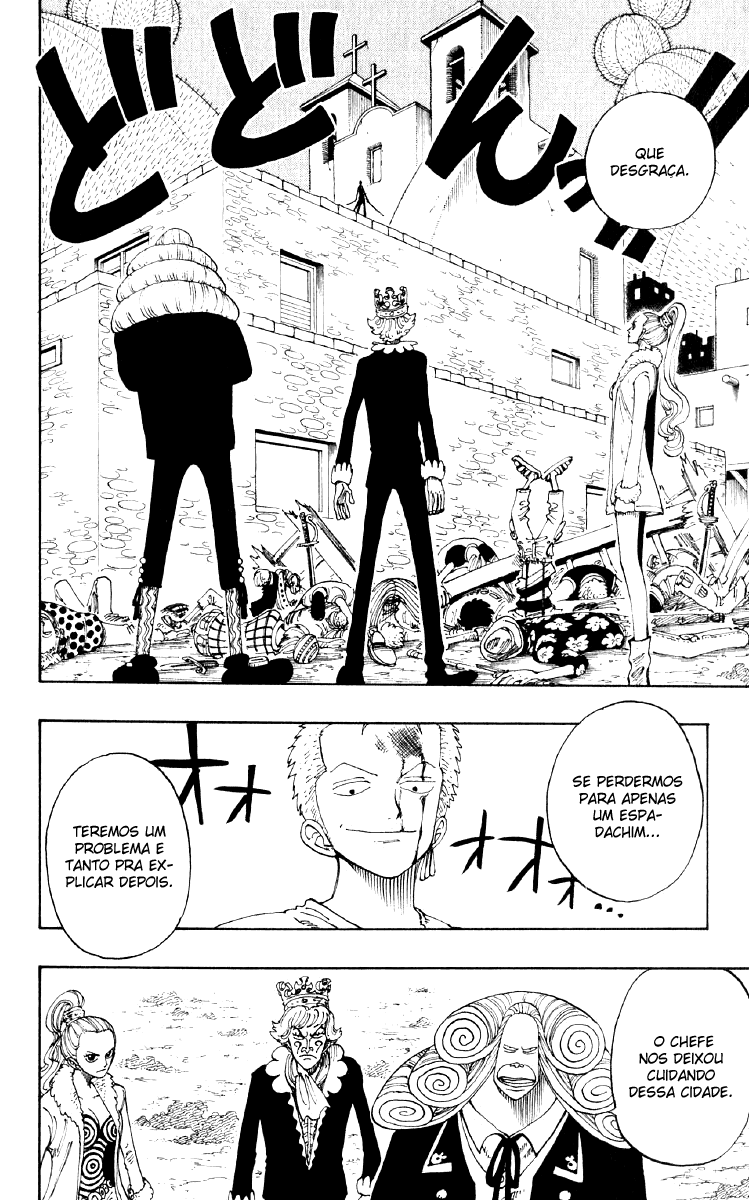 ど
ど
ん
っ
!!
QUE
DESGRAÇA.
SE PERDERMOS
PARA APENAS
UM ESPA-
DACHIM...
オオ
オオオ...
TEREMOS UM
PROBLEMA E
TANTO PRA EX-
PLICAR DEPOIS.
O CHEFE
NOS DEIXOU
CUIDANDO
DESSA CIDADE.